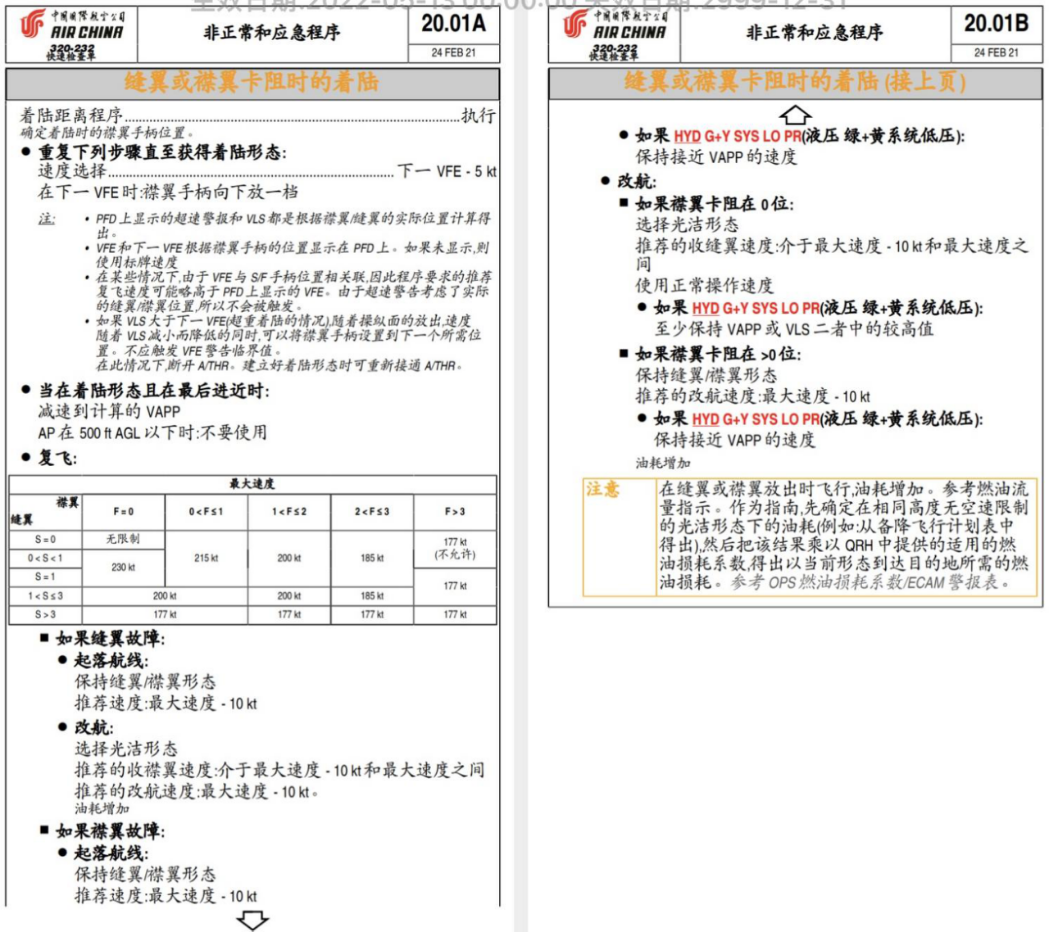 生效日期:2022-05-13 00:00:00 失效日期:2999-12-31
中国国际航空公司
AIR CHINA
320-232
快速检查单
非正常和应急程序
20.01A
24 FEB 21
缝翼或襟翼卡阻时的着陆
着陆距离程序....................执行
确定着陆时的襟翼手柄位置。
● 重复下列步骤直至获得着陆形态:
速度选择....................下一 VFE - 5 kt
在下一 VFE 时:襟翼手柄向下放一档
注:
• PFD 上显示的超速警报和 VLS 都是根据襟翼/缝翼的实际位置计算得
出。
• VFE 和下一 VFE 根据襟翼手柄的位置显示在 PFD 上。如果未显示,则
使用标牌速度
• 在某些情况下,由于 VFE 与 S/F 手柄位置相关联,因此程序要求的推荐
复飞速度可能略高于 PFD 上显示的 VFE。由于超速警告考虑了实际
的缝翼/襟翼位置,所以不会被触发。
• 如果 VLS 大于下一 VFE(超重着陆的情况),随着操纵面的放出,速度
随着 VLS 减小而降低的同时,可以将襟翼手柄设置到下一个所需位
置。不应触发 VFE 警告临界值。
在此情况下,断开 A/THR。建立好着陆形态时可重新接通 A/THR。
● 当在着陆形态且在最后进近时:
减速到计算的 VAPP
AP 在 500 ft AGL 以下时:不要使用
● 复飞:
最大速度
襟翼
缝翼
F = 0 0 < F ≤ 1 1 < F ≤ 2 2 < F ≤ 3 F > 3
S = 0 无限制 215 kt 200 kt 185 kt 177 kt
(不允许)
0 < S < 1 230 kt
S = 1 177 kt
1 < S ≤ 3 200 kt 200 kt 185 kt
S > 3 177 kt 177 kt 177 kt 177 kt
■ 如果缝翼故障:
● 起落航线:
保持缝翼/襟翼形态
推荐速度:最大速度 - 10 kt
● 改航:
选择光洁形态
推荐的收襟翼速度:介于最大速度 - 10 kt 和最大速度之间
推荐的改航速度:最大速度 - 10 kt。
油耗增加
■ 如果襟翼故障:
● 起落航线:
保持缝翼/襟翼形态
推荐速度:最大速度 - 10 kt
中国国际航空公司
AIR CHINA
320-232
快速检查单
非正常和应急程序
20.01B
24 FEB 21
缝翼或襟翼卡阻时的着陆 (接上页)
● 如果 HYD G+Y SYS LO PR(液压 绿+黄系统低压):
保持接近 VAPP 的速度
● 改航:
■ 如果襟翼卡阻在 0 位:
选择光洁形态
推荐的收缝翼速度:介于最大速度 - 10 kt 和最大速度之
间
使用正常操作速度
● 如果 HYD G+Y SYS LO PR(液压 绿+黄系统低压):
至少保持 VAPP 或 VLS 二者中的较高值
■ 如果襟翼卡阻在 >0 位:
保持缝翼/襟翼形态
推荐的改航速度:最大速度 - 10 kt
● 如果 HYD G+Y SYS LO PR(液压 绿+黄系统低压):
保持接近 VAPP 的速度
油耗增加
注意
在缝翼或襟翼放出时飞行,油耗增加。参考燃油流
量指示。作为指南,先确定在相同高度无空速限制
的光洁形态下的油耗(例如:从备降飞行计划表中
得出),然后把该结果乘以 QRH 中提供的适用的燃
油损耗系数,得出以当前形态到达目的地所需的燃
油损耗。参考 OPS 燃油损耗系数/ECAM 警报表。